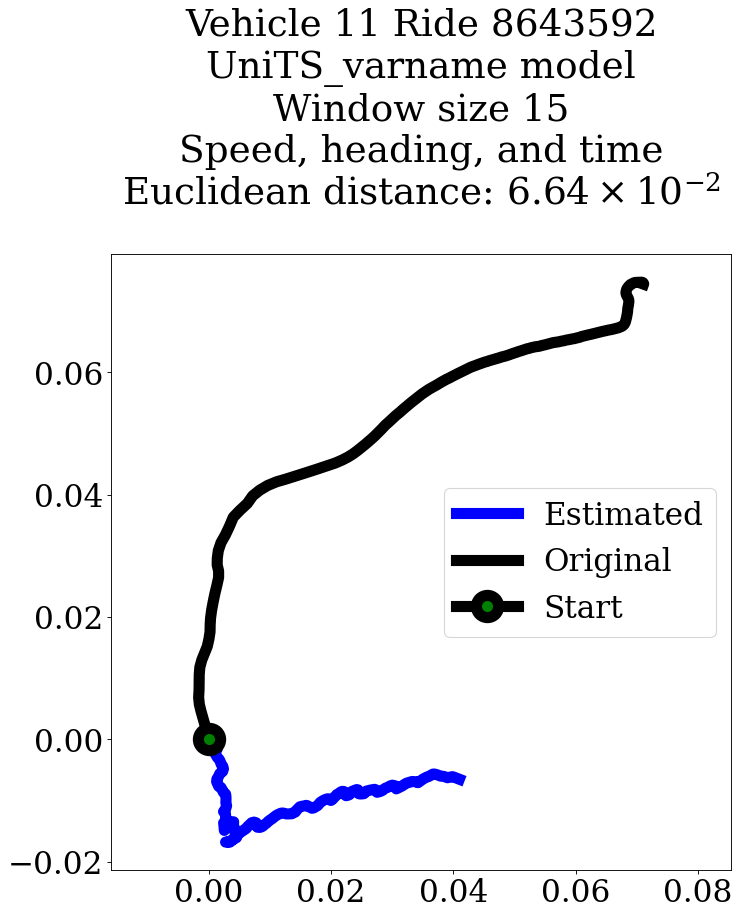 Vehicle 11 Ride 8643592
UniTS_varname model
Window size 15
Speed, heading, and time
Euclidean distance: 6.64 × 10⁻²
0.06
0.04
0.02
0.00
−0.02
Estimated
Original
Start
0.00 0.02 0.04 0.06 0.08